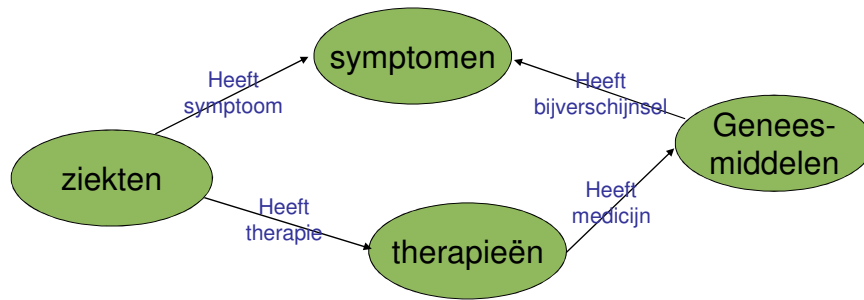 symptomen
Heeft
symptoom
Heeft
bijverschijnsel
Genees-
middelen
ziekten
Heeft
therapie
Heeft
medicijn
therapieën